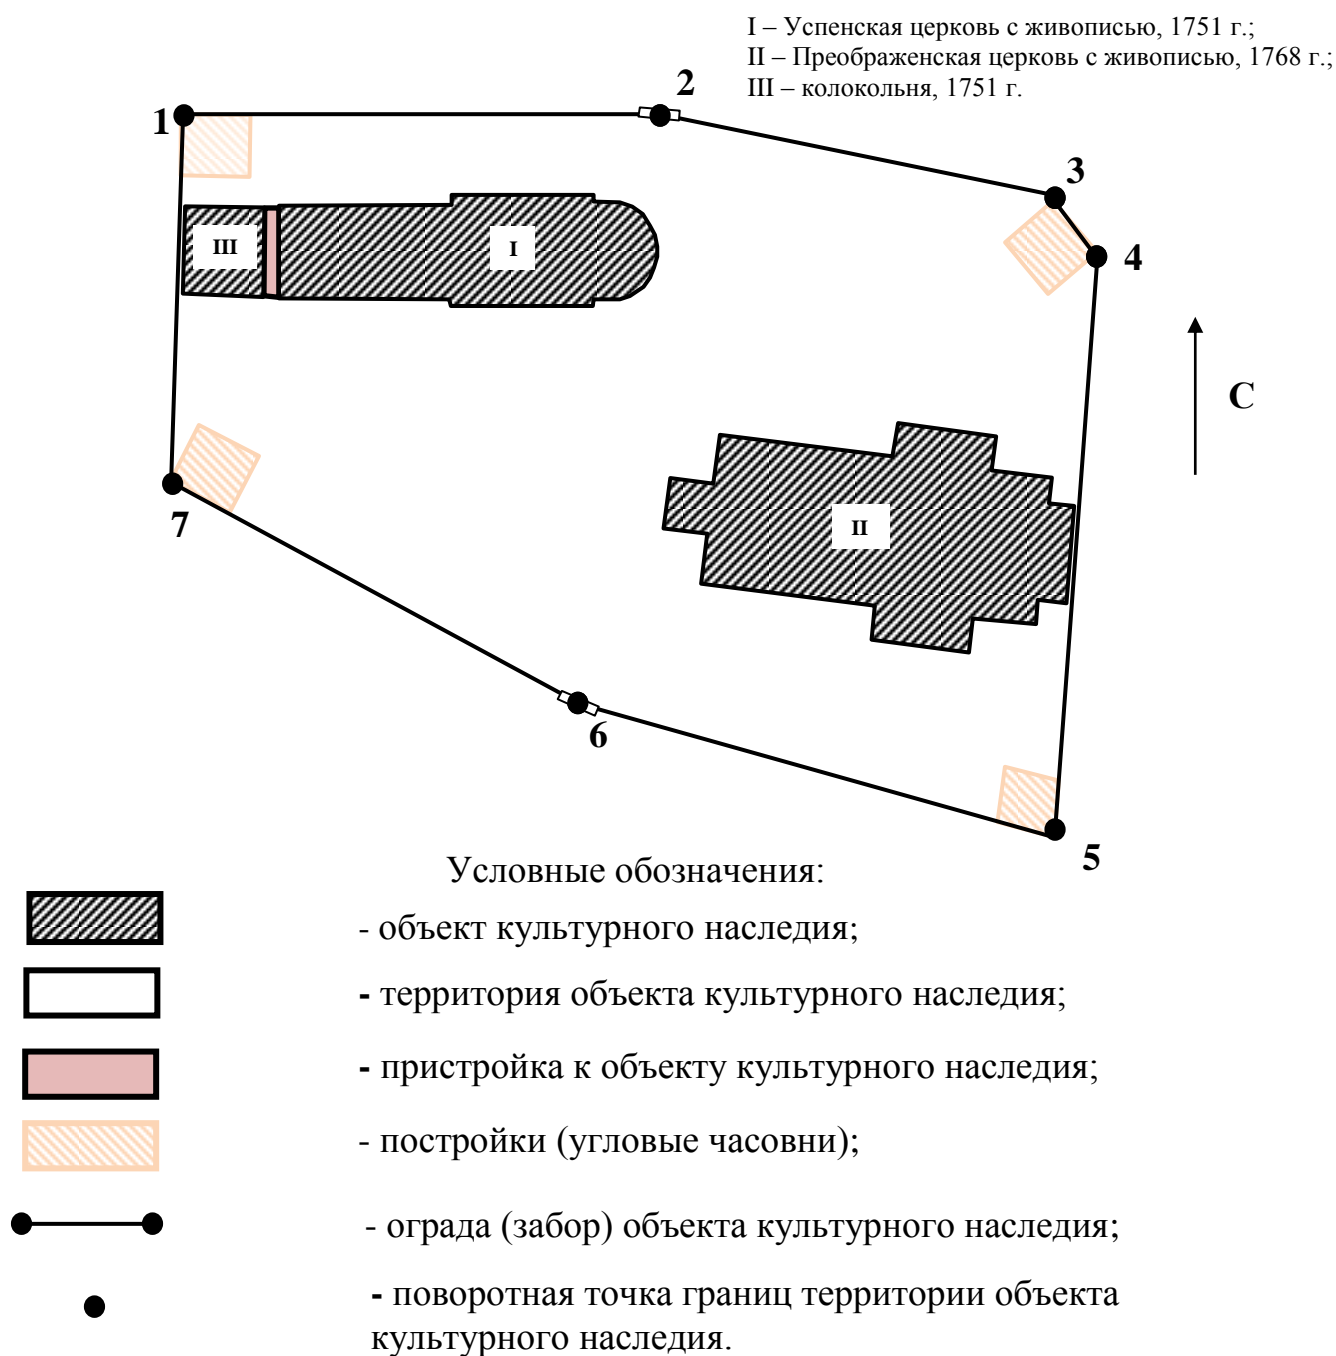 I – Успенская церковь с живописью, 1751 г.;
II – Преображенская церковь с живописью, 1768 г.;
III – колокольня, 1751 г.
1
2
3
4
III
I
С
II
7
6
5
Условные обозначения:
- объект культурного наследия;
- территория объекта культурного наследия;
- пристройка к объекту культурного наследия;
- постройки (угловые часовни);
- ограда (забор) объекта культурного наследия;
- поворотная точка границ территории объекта
культурного наследия.